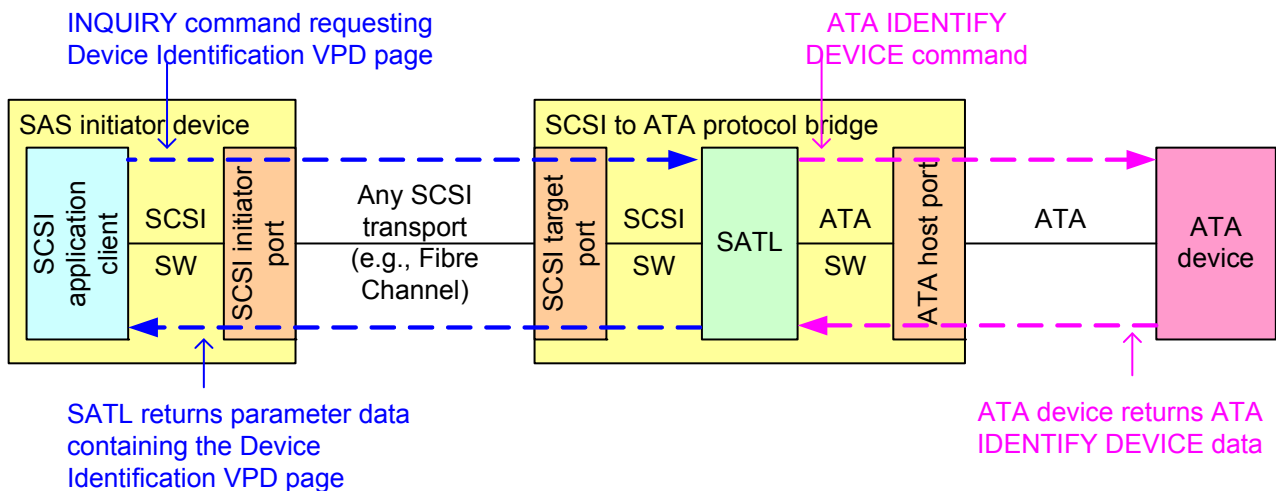 INQUIRY command requesting
Device Identification VPD page
ATA IDENTIFY
DEVICE command
SAS initiator device
SCSI to ATA protocol bridge
SCSI
application
client
SCSI
SW
SCSI initiator
port
Any SCSI
transport
(e.g., Fibre
Channel)
SCSI target
port
SCSI
SW
SATL
ATA
SW
ATA host port
ATA
ATA
device
SATL returns parameter data
containing the Device
Identification VPD page
ATA device returns ATA
IDENTIFY DEVICE data